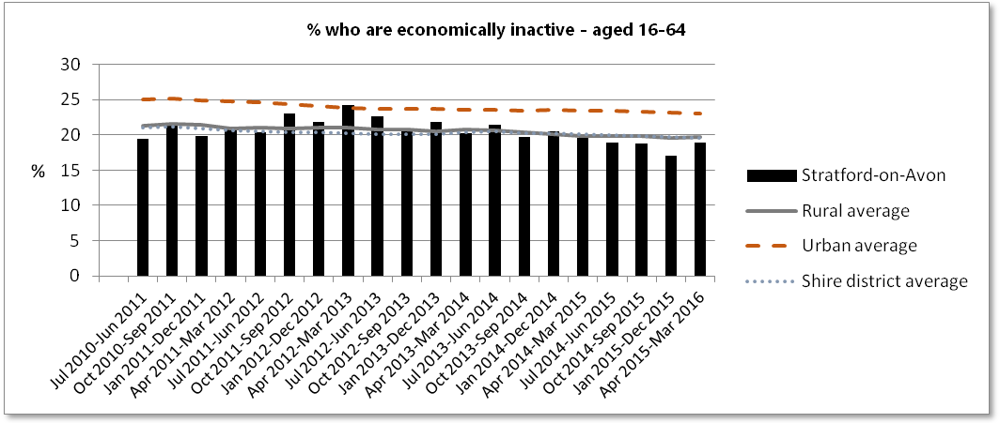 % who are economically inactive - aged 16-64
30
25
20
15
10
5
0
%
Jul 2010-Jun 2011
Oct 2010-Sep 2011
Jan 2011-Dec 2011
Apr 2011-Mar 2012
Jul 2011-Jun 2012
Oct 2011-Sep 2012
Jan 2012-Dec 2012
Apr 2012-Mar 2013
Jul 2012-Jun 2013
Oct 2012-Sep 2013
Jan 2013-Dec 2013
Apr 2013-Mar 2014
Jul 2013-Jun 2014
Oct 2013-Sep 2014
Jan 2014-Dec 2014
Apr 2014-Mar 2015
Jul 2014-Jun 2015
Oct 2014-Sep 2015
Jan 2015-Dec 2015
Apr 2015-Mar 2016
Stratford-on-Avon
Rural average
Urban average
Shire district average